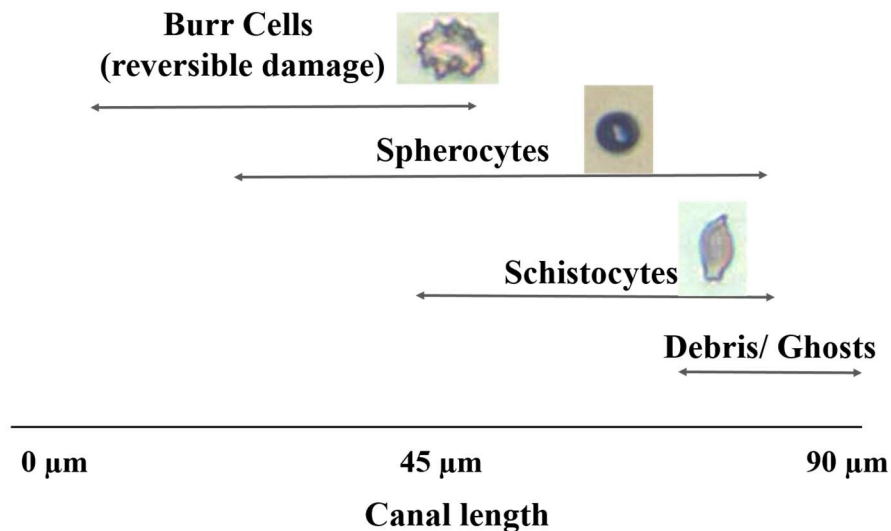 Burr Cells
(reversible damage)
Spherocytes
Schistocytes
Debris/ Ghosts
0 µm
45 µm
90 µm
Canal length